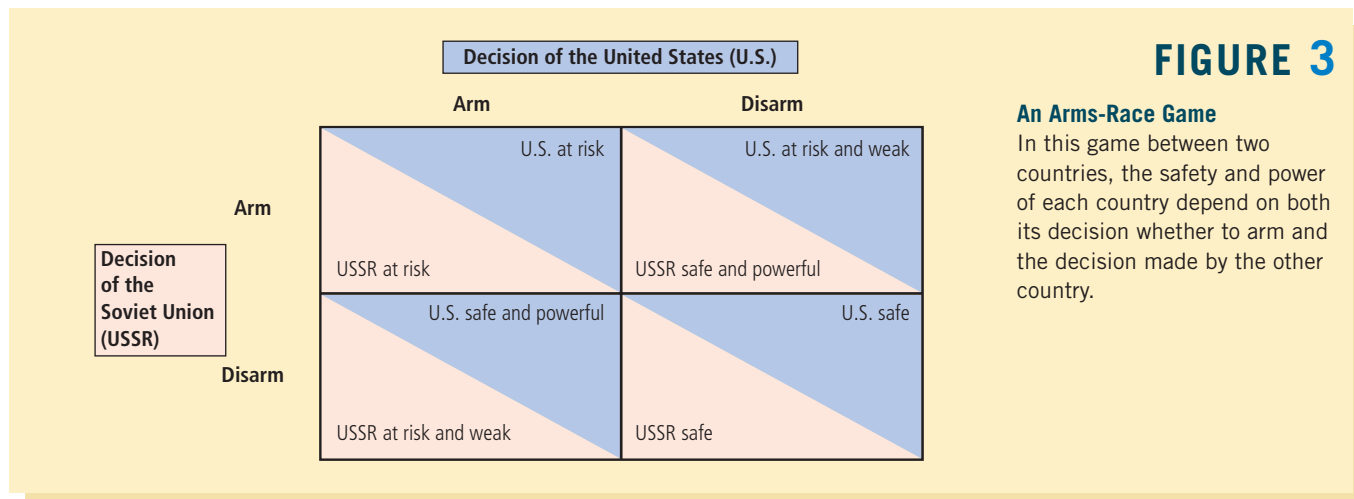 Decision of the United States (U.S.)
Arm
Disarm
Decision
of the
Soviet Union
(USSR)
Arm
U.S. at risk
USSR at risk
U.S. at risk and weak
USSR safe and powerful
Disarm
U.S. safe and powerful
USSR at risk and weak
U.S. safe
USSR safe
FIGURE 3
An Arms-Race Game
In this game between two
countries, the safety and power
of each country depend on both
its decision whether to arm and
the decision made by the other
country.